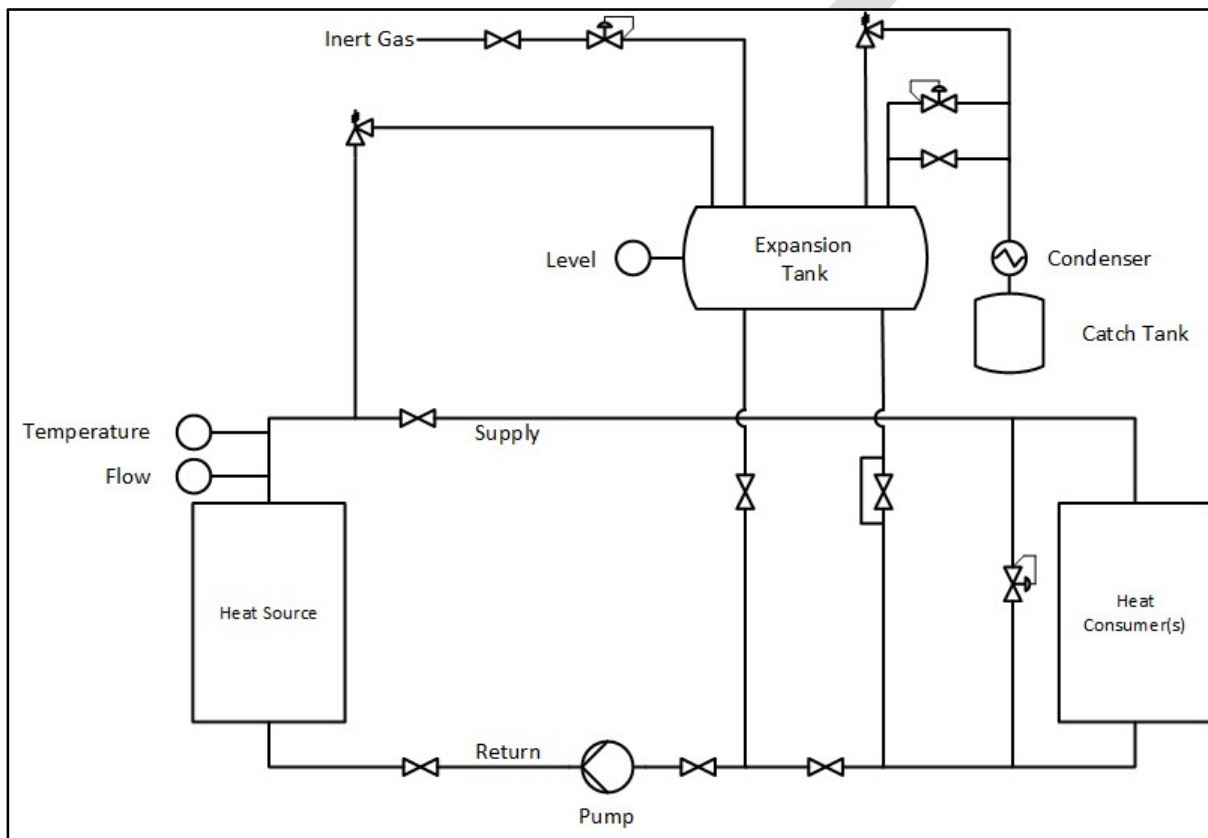 Inert Gas
Level
Expansion
Tank
Condenser
Catch Tank
Temperature
Supply
Flow
Heat Source
Heat
Consumer(s)
Return
Pump